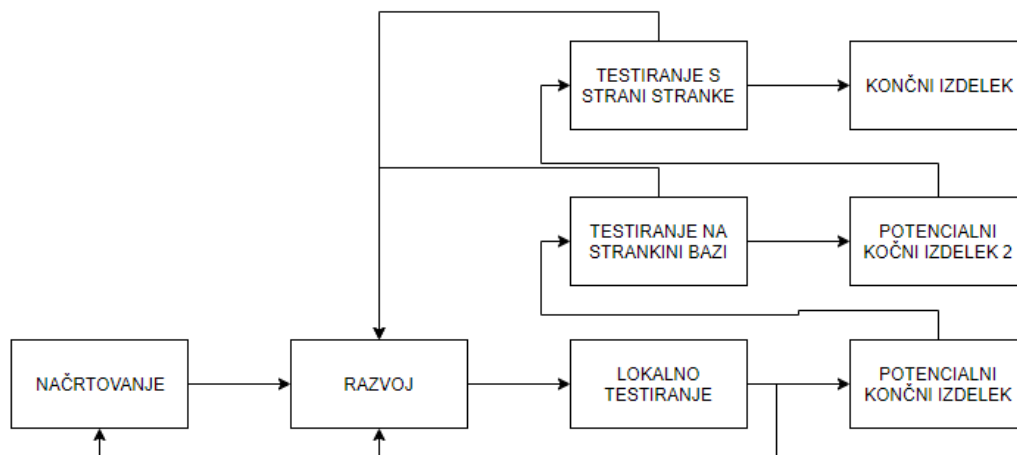 TESTIRANJE S
STRANI STRANKE
KONČNI IZDELEK
TESTIRANJE NA
STRANKINI BAZI
POTENCIALNI
KOČNI IZDELEK 2
NAČRTOVANJE
RAZVOJ
LOKALNO
TESTIRANJE
POTENCIALNI
KONČNI IZDELEK